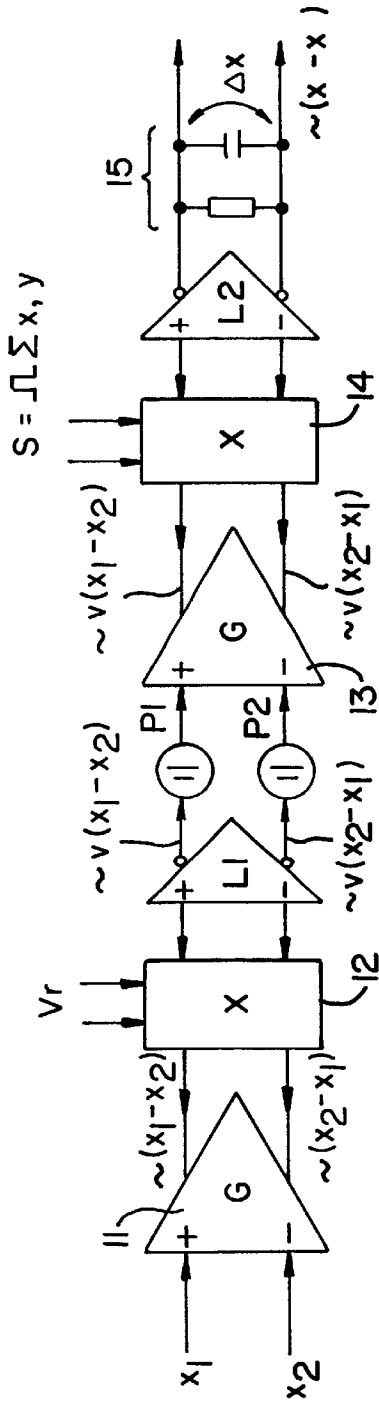 S = ΩΣ x, y
Vr
15
~(x₁-x₂)
~v(x₁-x₂)
~v(x₁-x₂)
11
P1
x₁
+
+
+
+
G
X
L1
||
G
X
L2
Δx
x₂
-
-
-
-
P2
||
12
13
14
~(x₂-x₁)
~v(x₂-x₁)
~v(x₂-x₁)
~(x - x)